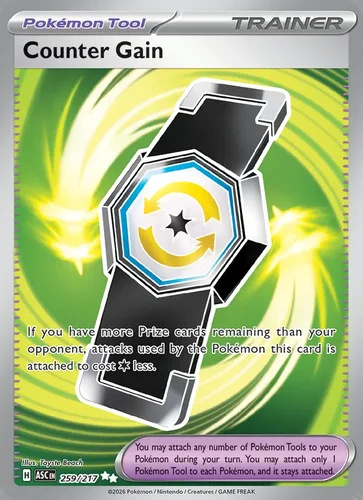 Pokémon Tool
TRAINER
Counter Gain
If you have more Prize cards remaining than your
opponent, attacks used by the Pokémon this card is
attached to cost less.
Illus. Toyste Beach
H ASC EN 259/217
You may attach any number of Pokémon Tools to your
Pokémon during your turn. You may attach only 1
Pokémon Tool to each Pokémon, and it stays attached.
©2026 Pokémon / Nintendo / Creatures / GAME FREAK